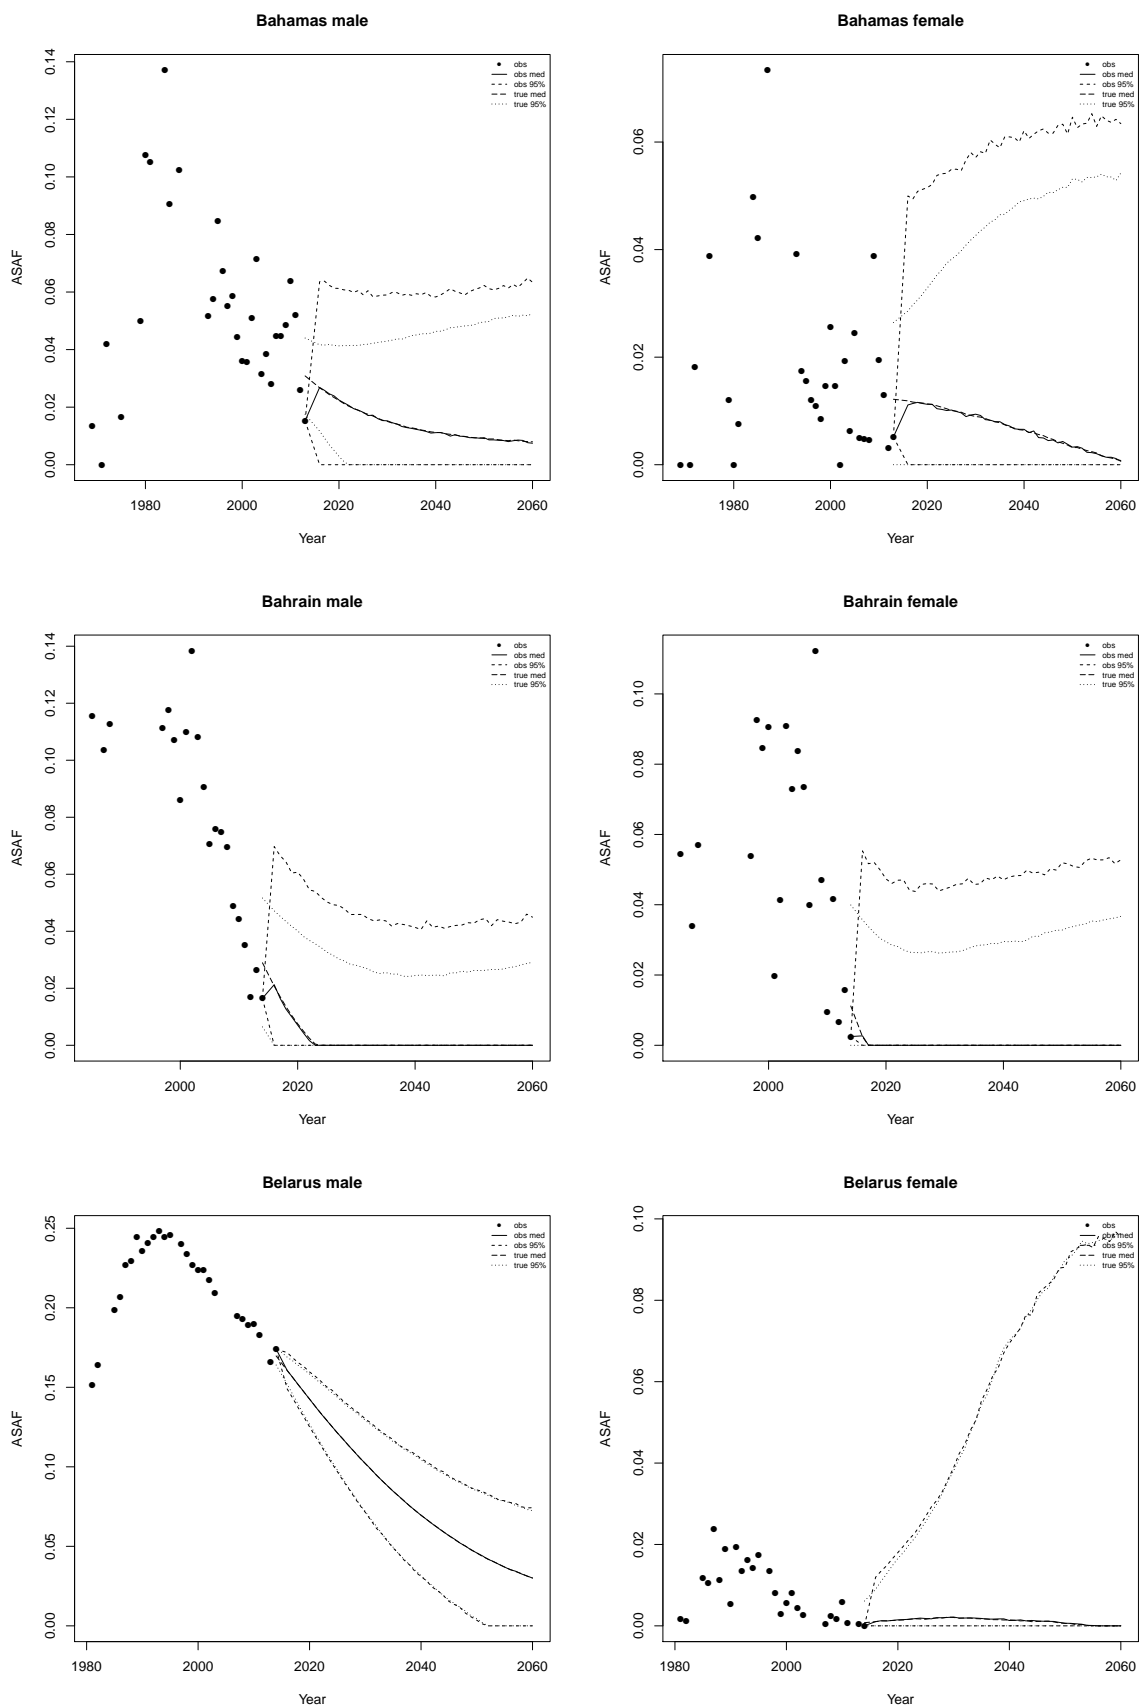 Bahamas male
ASAF
0.00 0.02 0.04 0.06 0.08 0.10 0.12 0.14
obs
obs med
obs 95%
true med
true 95%
1980 2000 2020 2040 2060
Year
Bahamas female
ASAF
0.00 0.02 0.04 0.06
obs
obs med
obs 95%
true med
true 95%
1980 2000 2020 2040 2060
Year
Bahrain male
ASAF
0.00 0.02 0.04 0.06 0.08 0.10 0.12 0.14
obs
obs med
obs 95%
true med
true 95%
2000 2020 2040 2060
Year
Bahrain female
ASAF
0.00 0.02 0.04 0.06 0.08 0.10
obs
obs med
obs 95%
true med
true 95%
2000 2020 2040 2060
Year
Belarus male
ASAF
0.00 0.05 0.10 0.15 0.20 0.25
obs
obs med
obs 95%
true med
true 95%
1980 2000 2020 2040 2060
Year
Belarus female
ASAF
0.00 0.02 0.04 0.06 0.08 0.10
obs
obs med
obs 95%
true med
true 95%
1980 2000 2020 2040 2060
Year